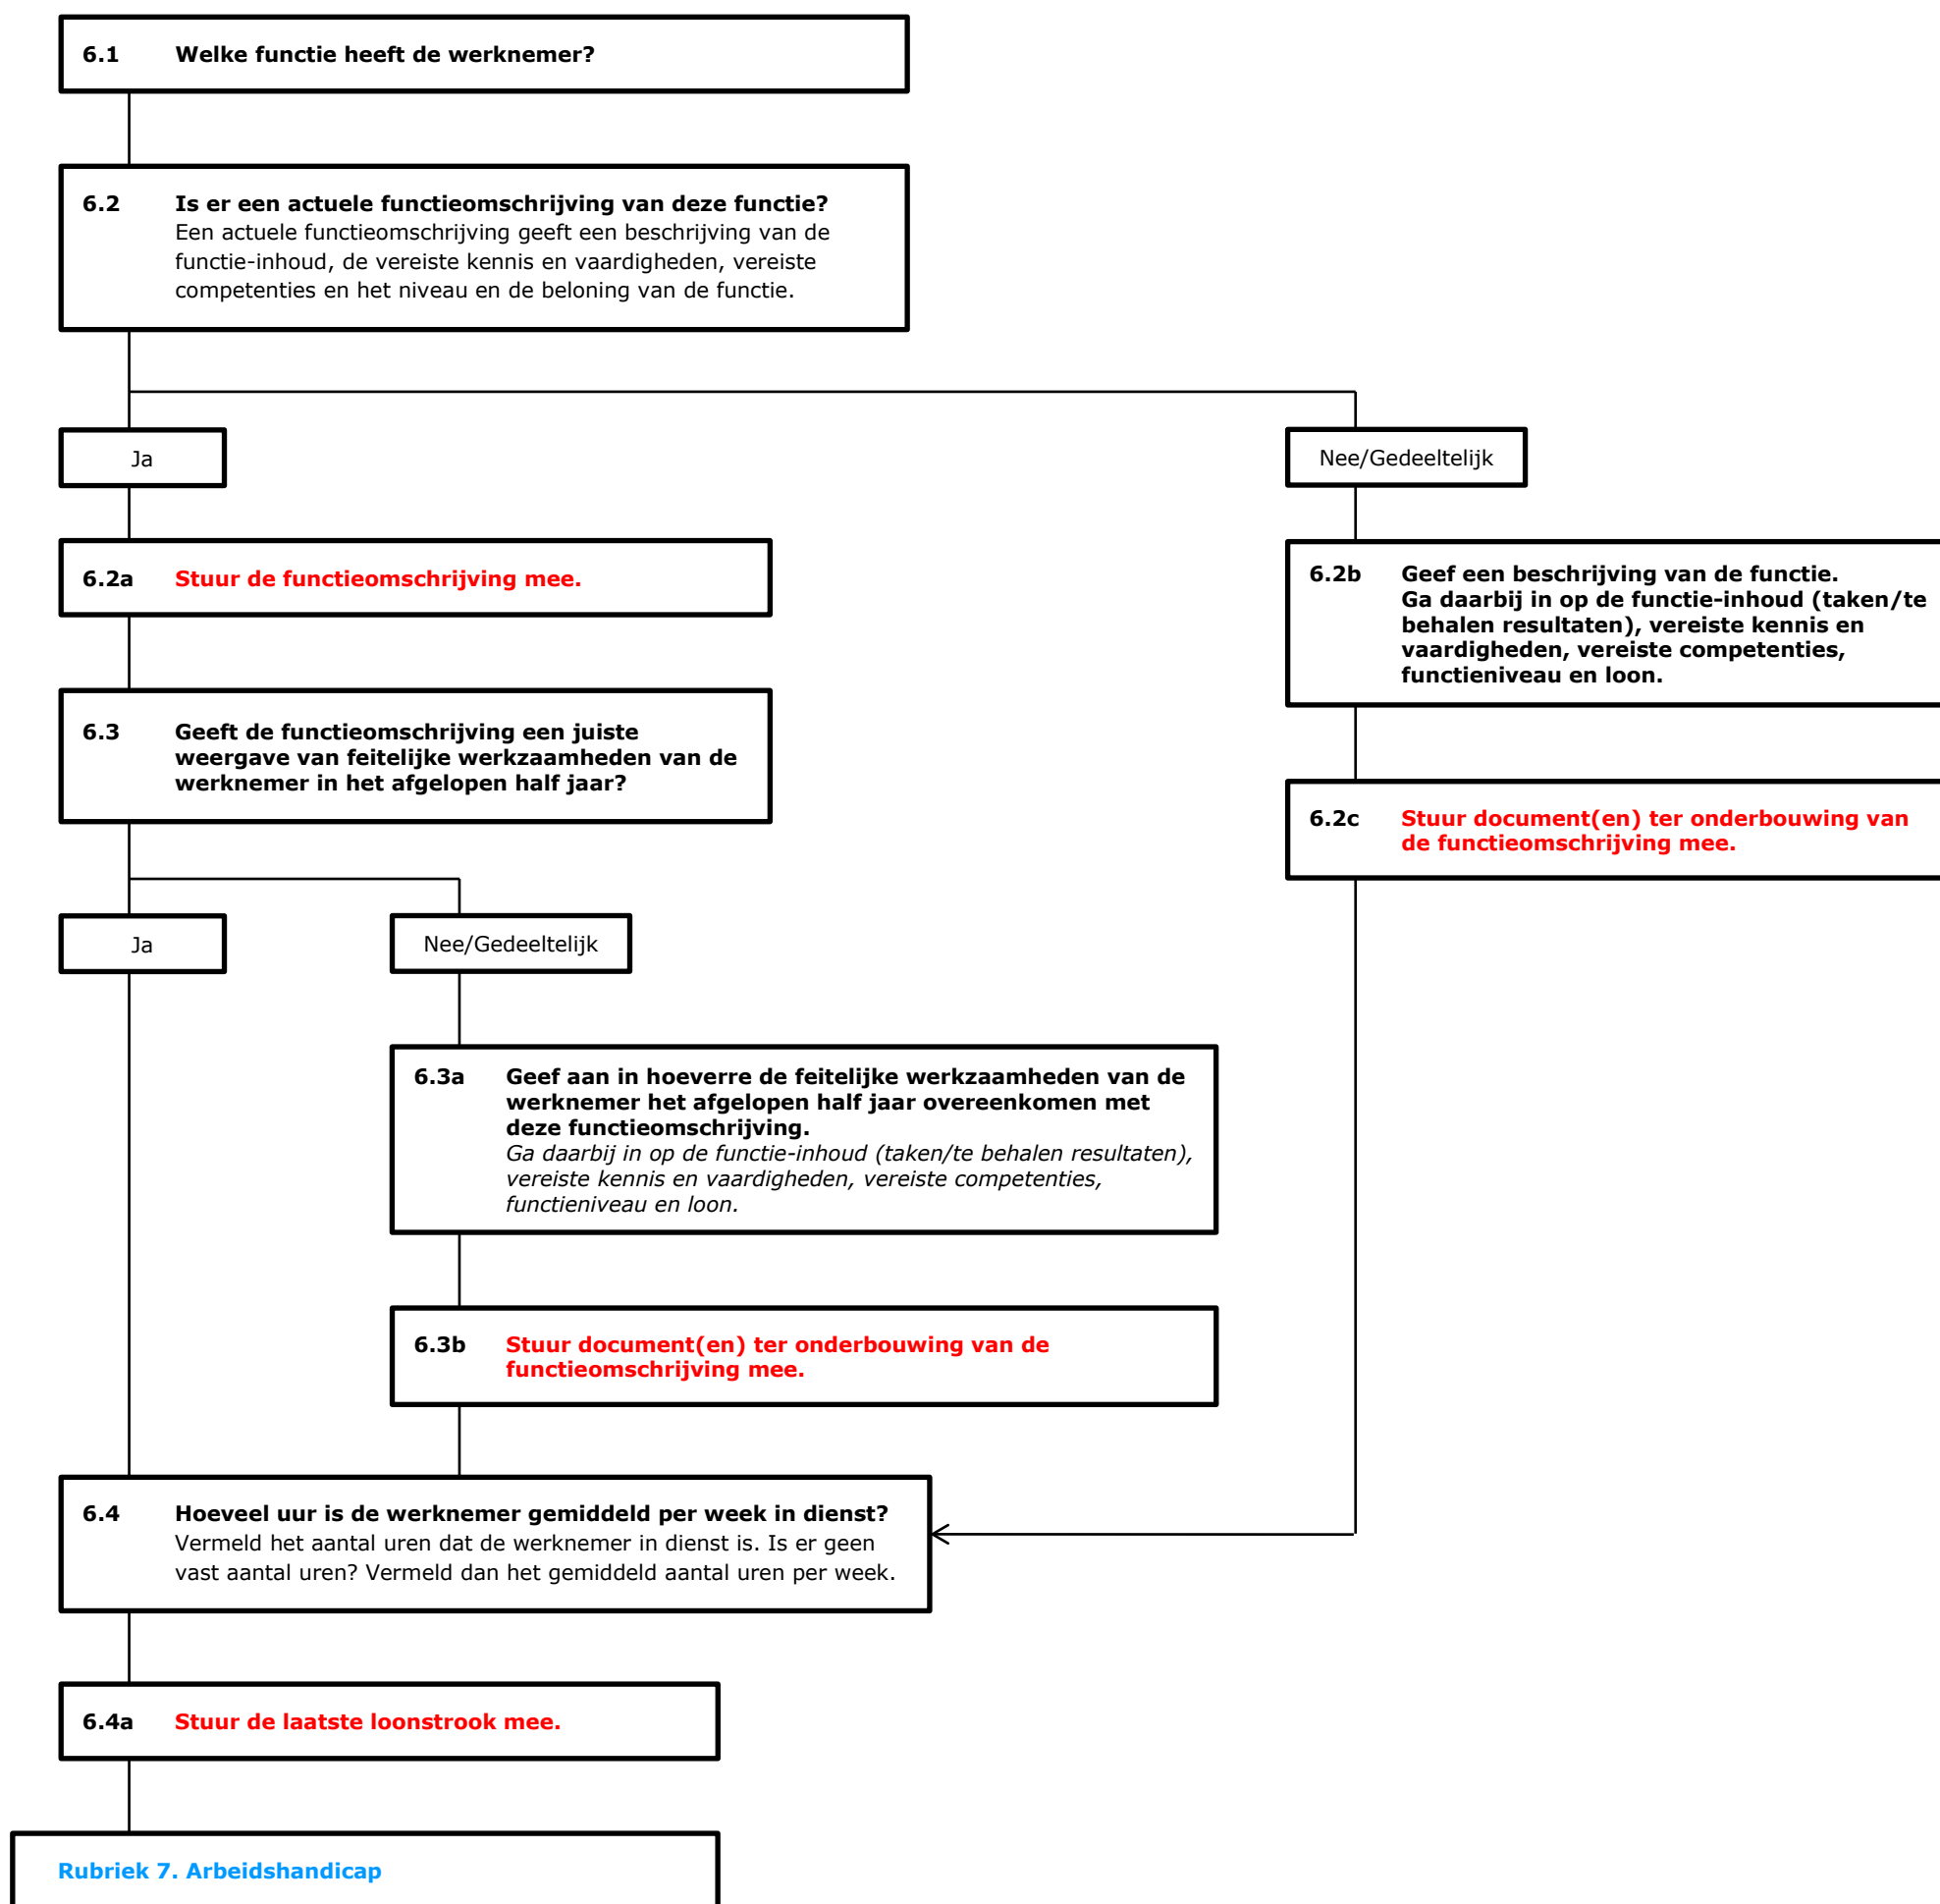 6.1 Welke functie heeft de werknemer?
6.2 Is er een actuele functieomschrijving van deze functie?
Een actuele functieomschrijving geeft een beschrijving van de
functie-inhoud, de vereiste kennis en vaardigheden, vereiste
competenties en het niveau en de beloning van de functie.
Ja
Nee/Gedeeltelijk
6.2a Stuur de functieomschrijving mee.
6.2b Geef een beschrijving van de functie.
Ga daarbij in op de functie-inhoud (taken/te
behalen resultaten), vereiste kennis en
vaardigheden, vereiste competenties,
functieniveau en loon.
6.3 Geeft de functieomschrijving een juiste
weergave van feitelijke werkzaamheden van de
werknemer in het afgelopen half jaar?
6.2c Stuur document(en) ter onderbouwing van
de functieomschrijving mee.
Ja
Nee/Gedeeltelijk
6.3a Geef aan in hoeverre de feitelijke werkzaamheden van de
werknemer het afgelopen half jaar overeenkomen met
deze functieomschrijving.
Ga daarbij in op de functie-inhoud (taken/te behalen resultaten),
vereiste kennis en vaardigheden, vereiste competenties,
functieniveau en loon.
6.3b Stuur document(en) ter onderbouwing van de
functieomschrijving mee.
6.4 Hoeveel uur is de werknemer gemiddeld per week in dienst?
Vermeld het aantal uren dat de werknemer in dienst is. Is er geen
vast aantal uren? Vermeld dan het gemiddeld aantal uren per week.
6.4a Stuur de laatste loonstrook mee.
Rubriek 7. Arbeidshandicap